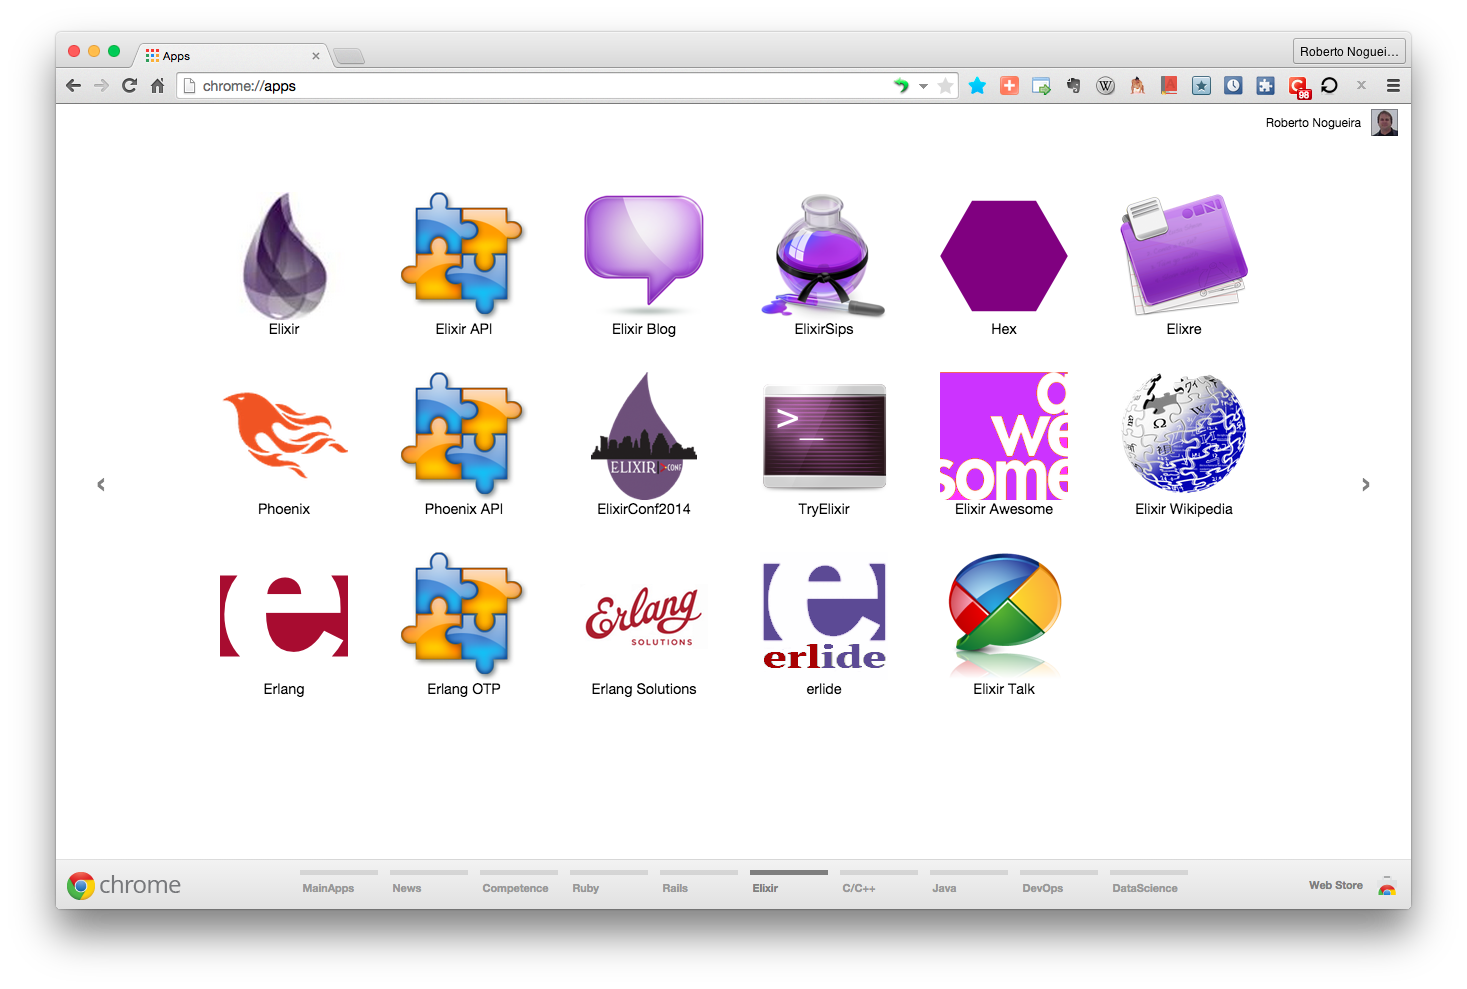 Apps
Roberto Noguei...
chrome://apps
W
88
Roberto Nogueira
Elixir
Elixir API
Elixir Blog
ElixirSips
Hex
Elixre
>_
a
we
some
ELIXIR CONF
Phoenix
Phoenix API
ElixirConf2014
TryElixir
Elixir Awesome
Elixir Wikipedia
e
Erlang
SOLUTIONS
e
erlide
Erlang
Erlang OTP
Erlang Solutions
erlide
Elixir Talk
chrome
MainApps
News
Competence
Ruby
Rails
Elixir
C/C++
Java
DevOps
DataScience
Web Store